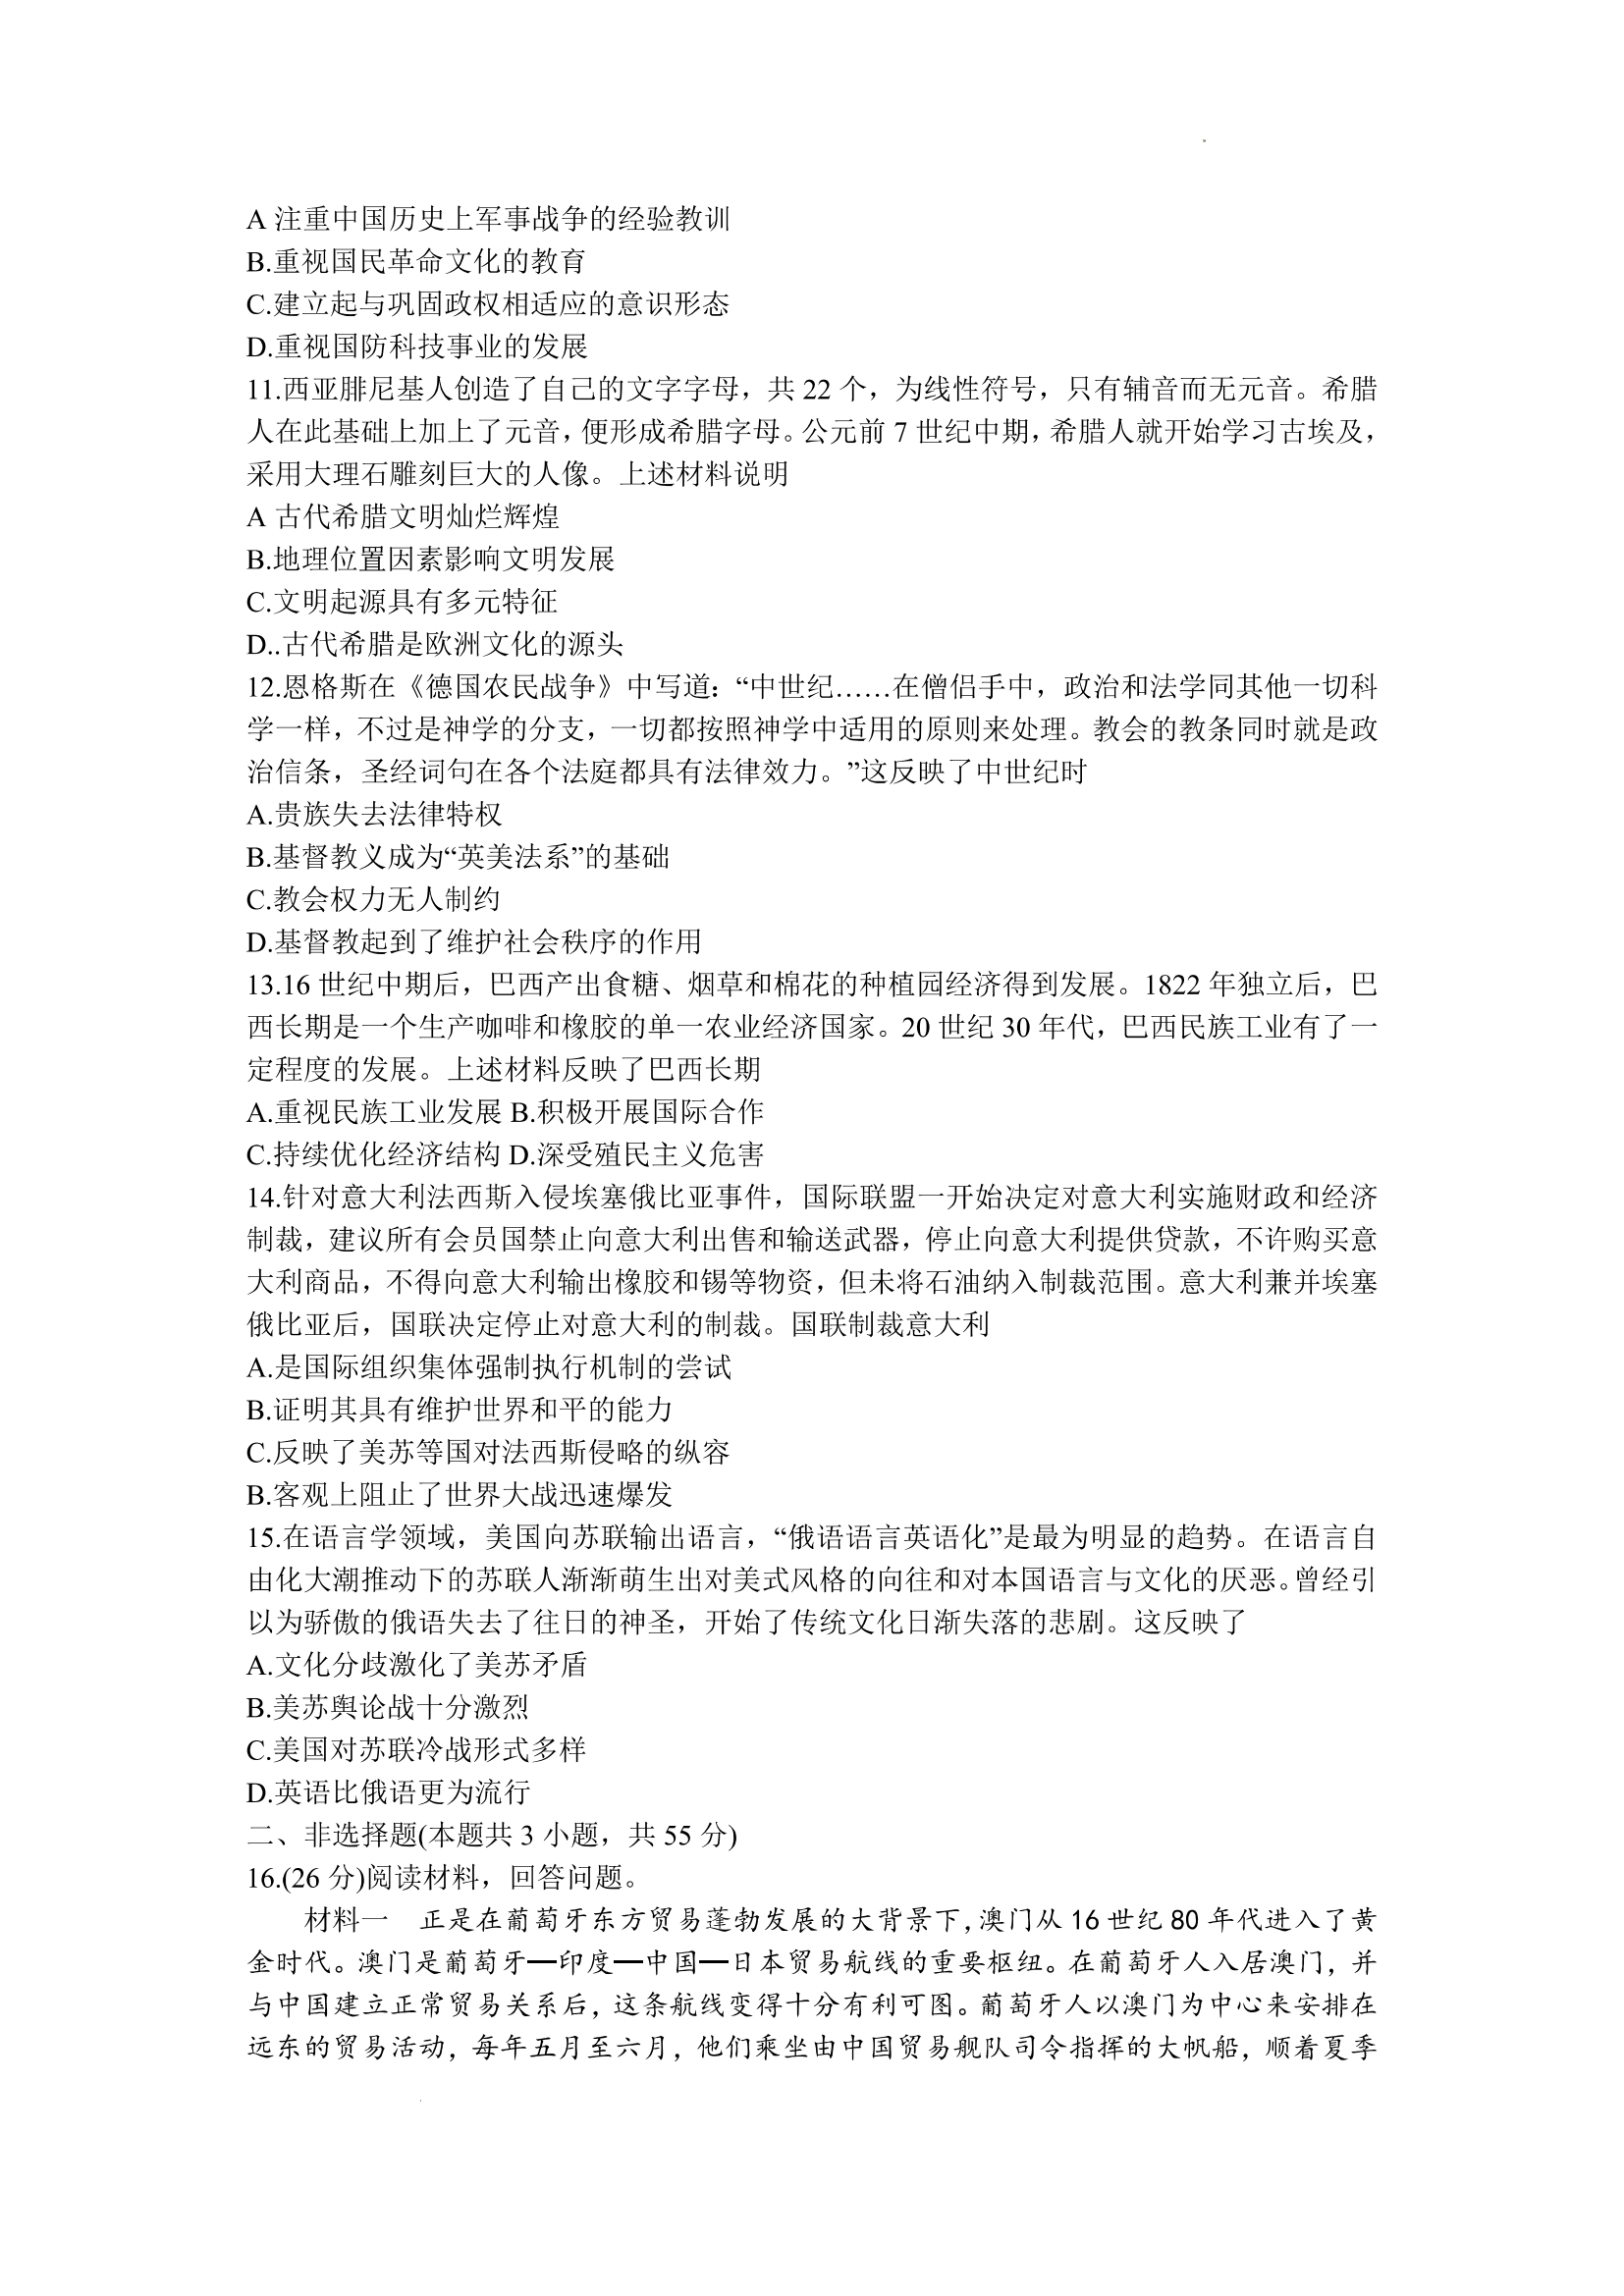 A 注重中国历史上军事战争的经验教训
B.重视国民革命文化的教育
C.建立起与巩固政权相适应的意识形态
D.重视国防科技事业的发展
11.西亚腓尼基人创造了自己的文字字母，共 22 个，为线性符号，只有辅音而无元音。希腊
人在此基础上加上了元音，便形成希腊字母。公元前 7 世纪中期，希腊人就开始学习古埃及，
采用大理石雕刻巨大的人像。上述材料说明
A 古代希腊文明灿烂辉煌
B.地理位置因素影响文明发展
C.文明起源具有多元特征
D..古代希腊是欧洲文化的源头
12.恩格斯在《德国农民战争》中写道：“中世纪……在僧侣手中，政治和法学同其他一切科
学一样，不过是神学的分支，一切都按照神学中适用的原则来处理。教会的教条同时就是政
治信条，圣经词句在各个法庭都具有法律效力。”这反映了中世纪时
A.贵族失去法律特权
B.基督教义成为“英美法系”的基础
C.教会权力无人制约
D.基督教起到了维护社会秩序的作用
13.16 世纪中期后，巴西产出食糖、烟草和棉花的种植园经济得到发展。1822 年独立后，巴
西长期是一个生产咖啡和橡胶的单一农业经济国家。20 世纪 30 年代，巴西民族工业有了一
定程度的发展。上述材料反映了巴西长期
A.重视民族工业发展 B.积极开展国际合作
C.持续优化经济结构 D.深受殖民主义危害
14.针对意大利法西斯入侵埃塞俄比亚事件，国际联盟一开始决定对意大利实施财政和经济
制裁，建议所有会员国禁止向意大利出售和输送武器，停止向意大利提供贷款，不许购买意
大利商品，不得向意大利输出橡胶和锡等物资，但未将石油纳入制裁范围。意大利兼并埃塞
俄比亚后，国联决定停止对意大利的制裁。国联制裁意大利
A.是国际组织集体强制执行机制的尝试
B.证明其具有维护世界和平的能力
C.反映了美苏等国对法西斯侵略的纵容
B.客观上阻止了世界大战迅速爆发
15.在语言学领域，美国向苏联输出语言，“俄语语言英语化”是最为明显的趋势。在语言自
由化大潮推动下的苏联人渐渐萌生出对美式风格的向往和对本国语言与文化的厌恶。曾经引
以为骄傲的俄语失去了往日的神圣，开始了传统文化日渐失落的悲剧。这反映了
A.文化分歧激化了美苏矛盾
B.美苏舆论战十分激烈
C.美国对苏联冷战形式多样
D.英语比俄语更为流行
二、非选择题(本题共 3 小题，共 55 分)
16.(26 分)阅读材料，回答问题。
材料一　正是在葡萄牙东方贸易蓬勃发展的大背景下，澳门从 16 世纪 80 年代进入了黄
金时代。澳门是葡萄牙—印度—中国—日本贸易航线的重要枢纽。在葡萄牙人入居澳门，并
与中国建立正常贸易关系后，这条航线变得十分有利可图。葡萄牙人以澳门为中心来安排在
远东的贸易活动，每年五月至六月，他们乘坐由中国贸易舰队司令指挥的大帆船，顺着夏季